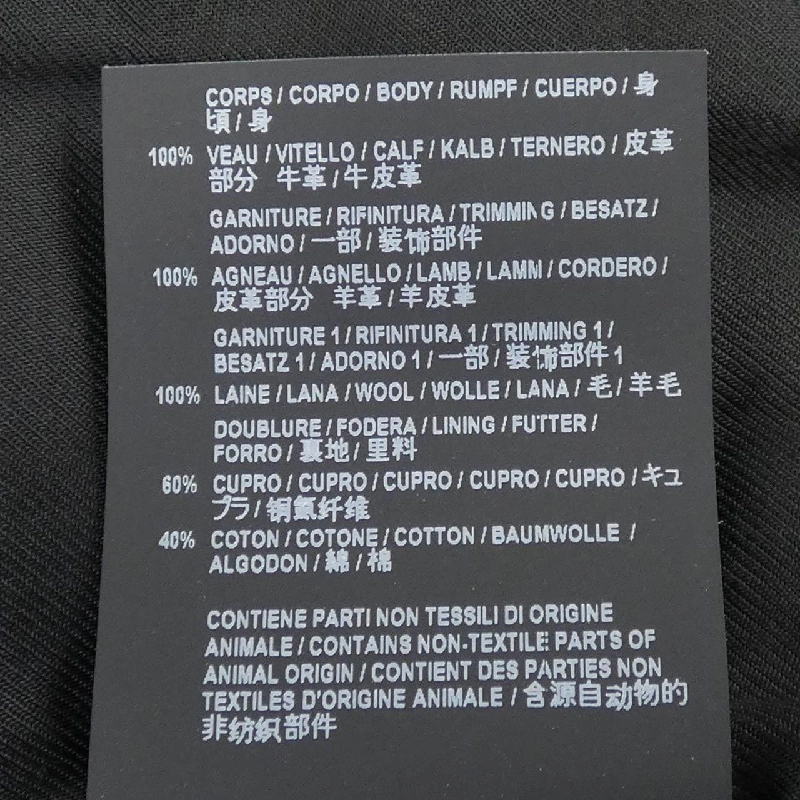 CORPS / CORPO / BODY / RUMPF / CUERPO / 身
頃 / 身
100% VEAU / VITELLO / CALF / KALB / TERNERO / 皮革
部分 牛革 / 牛皮革
GARNITURE / RIFINITURA / TRIMMING / BESATZ /
ADORNO / 一部 / 装饰部件
100% AGNEAU / AGNELLO / LAMB / LAMM / CORDERO /
皮革部分 羊革 / 羊皮革
GARNITURE 1 / RIFINITURA 1 / TRIMMING 1 /
BESATZ 1 / ADORNO 1 / 一部 / 装饰部件 1
100% LAINE / LANA / WOOL / WOLLE / LANA / 毛 / 羊毛
DOUBLURE / FODERA / LINING / FUTTER /
FORRO / 裏地 / 里料
60% CUPRO / CUPRO / CUPRO / CUPRO / CUPRO / キュ
プラ / 铜氨纤维
40% COTON / COTONE / COTTON / BAUMWOLLE /
ALGODON / 綿 / 棉
CONTIENE PARTI NON TESSILI DI ORIGINE
ANIMALE / CONTAINS NON-TEXTILE PARTS OF
ANIMAL ORIGIN / CONTIENT DES PARTIES NON
TEXTILES D'ORIGINE ANIMALE / 含源自动物的
非纺织部件